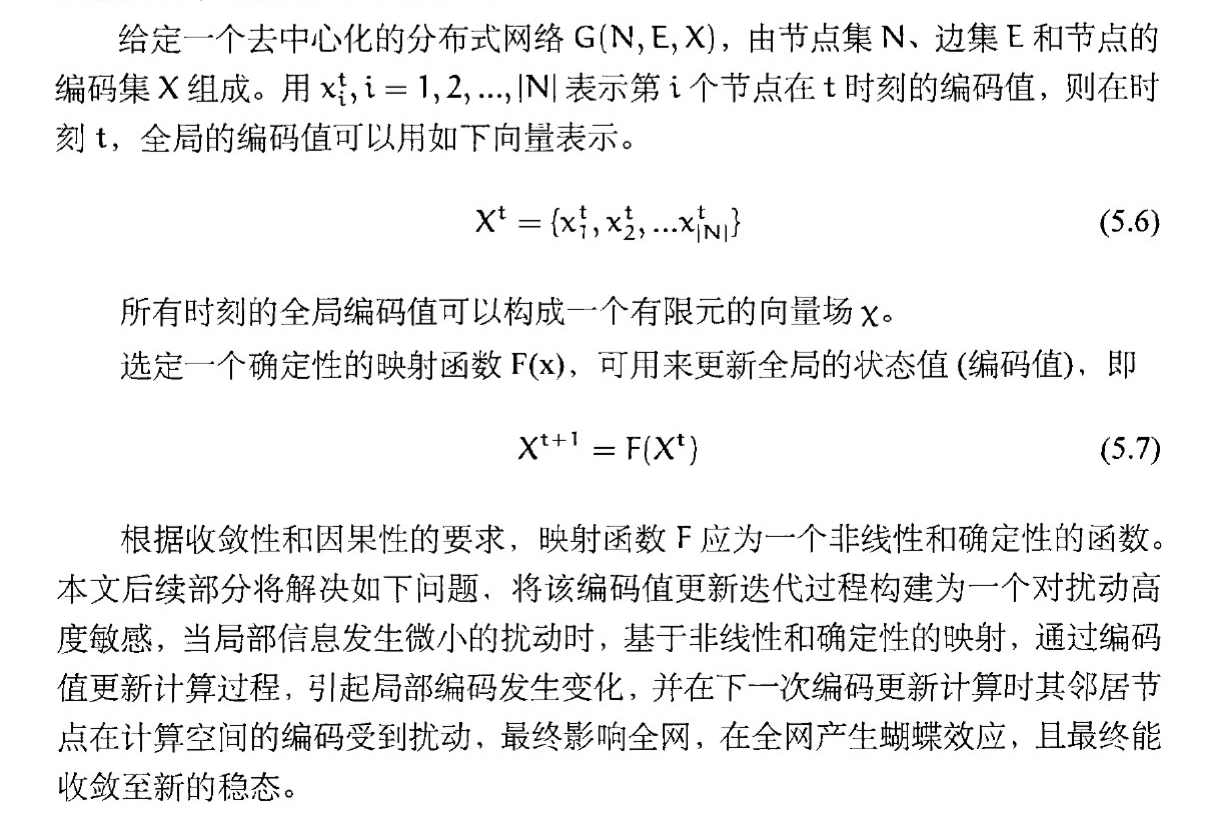 给定一个去中心化的分布式网络 G(N, E, X)，由节点集 N、边集 E 和节点的
编码集 X 组成。用 x_i^t, i = 1, 2, ..., |N| 表示第 i 个节点在 t 时刻的编码值，则在时
刻 t，全局的编码值可以用如下向量表示。
X^t = {x_1^t, x_2^t, ...x_{|N|}^t} (5.6)
所有时刻的全局编码值可以构成一个有限元的向量场 χ。
选定一个确定性的映射函数 F(x)，可用来更新全局的状态值 (编码值)，即
X^{t+1} = F(X^t) (5.7)
根据收敛性和因果性的要求，映射函数 F 应为一个非线性和确定性的函数。
本文后续部分将解决如下问题，将该编码值更新迭代过程构建为一个对扰动高
度敏感，当局部信息发生微小的扰动时，基于非线性和确定性的映射，通过编码
值更新计算过程，引起局部编码发生变化，并在下一次编码更新计算时其邻居节
点在计算空间的编码受到扰动，最终影响全网，在全网产生蝴蝶效应，且最终能
收敛至新的稳态。